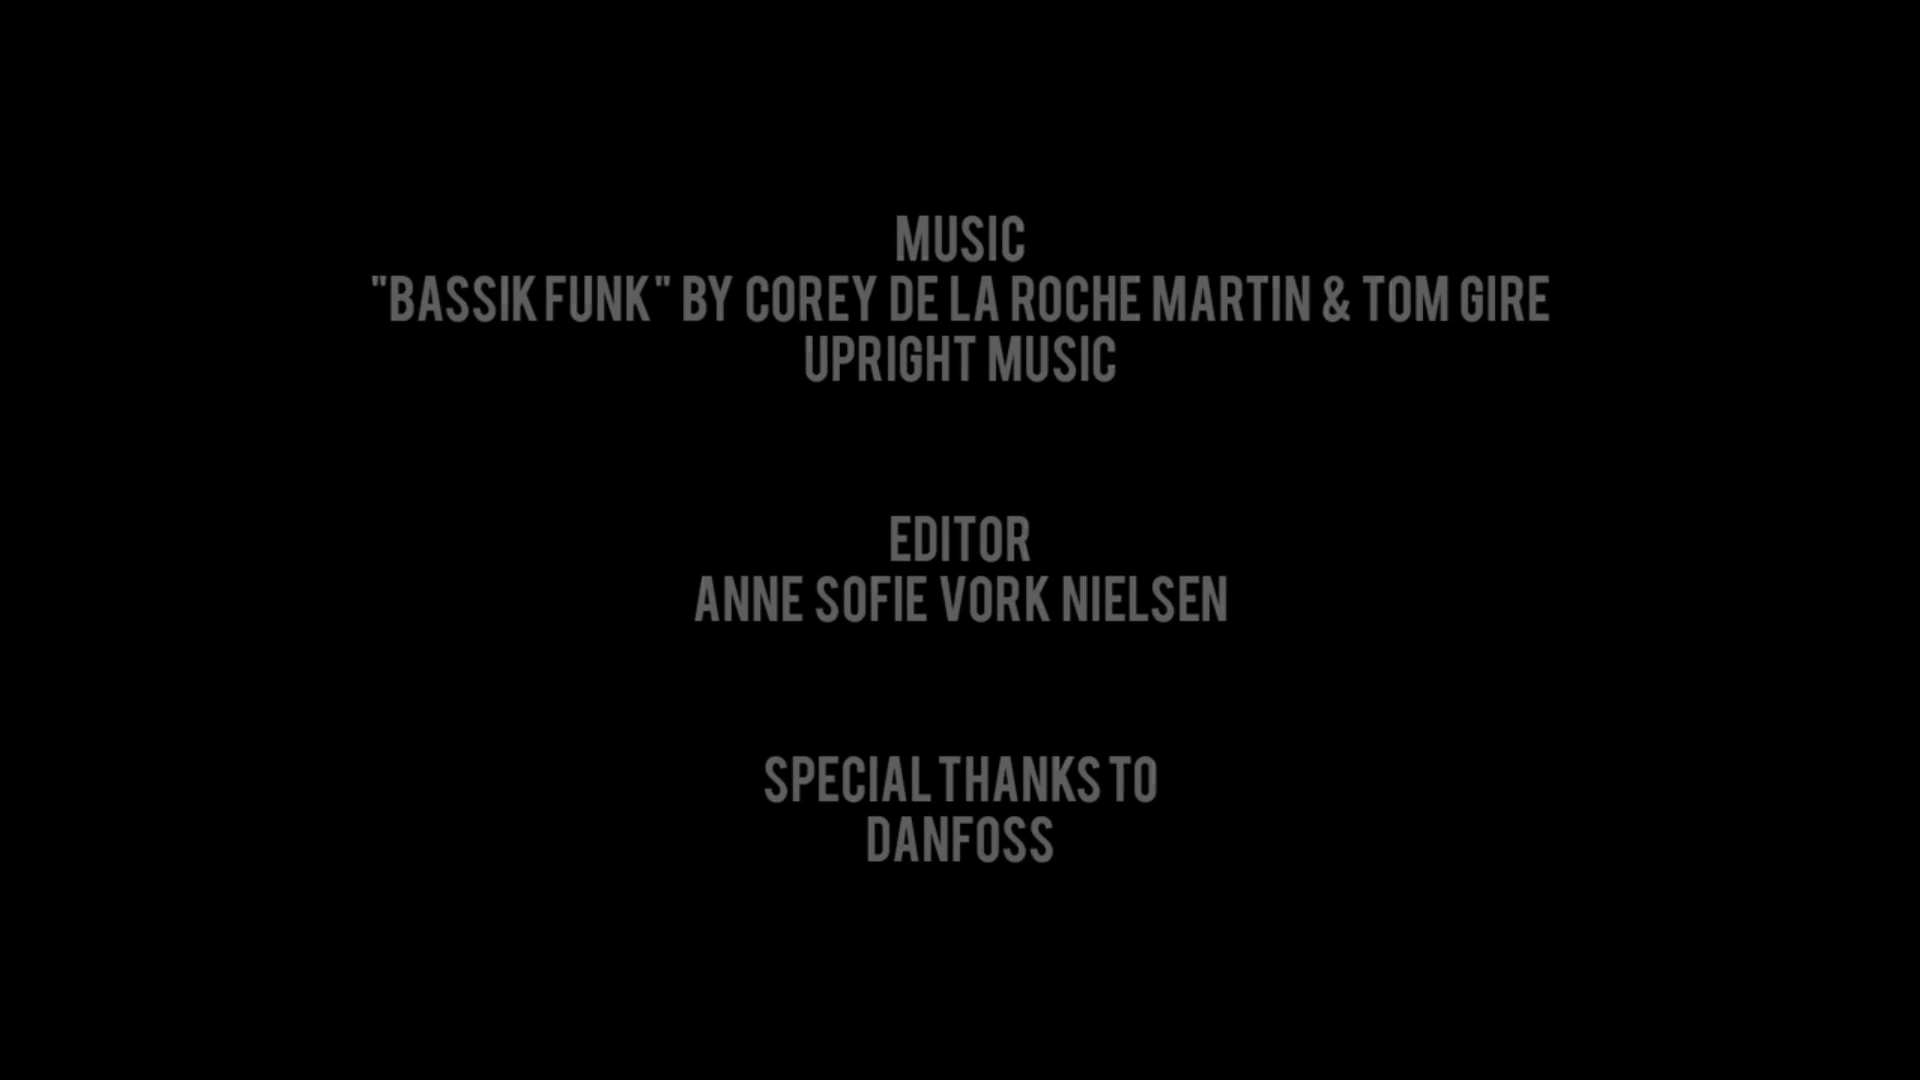 MUSIC
"BASSIK FUNK" BY COREY DE LA ROCHE MARTIN & TOM GIRE
UPRIGHT MUSIC
EDITOR
ANNE SOFIE VORK NIELSEN
SPECIAL THANKS TO
DANFOSS